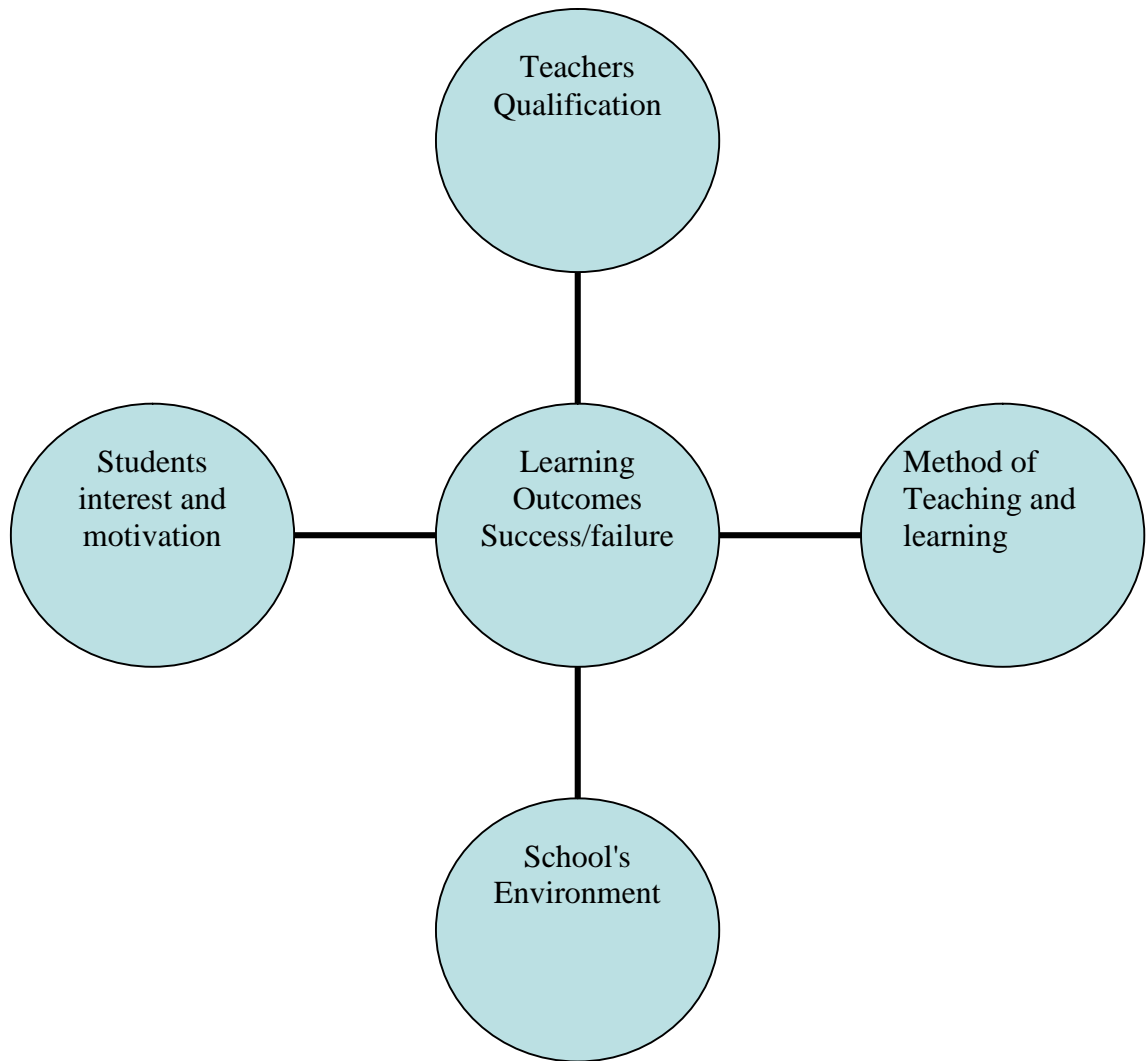 Teachers
Qualification
Students
interest and
motivation
Learning
Outcomes
Success/failure
Method of
Teaching and
learning
School's
Environment